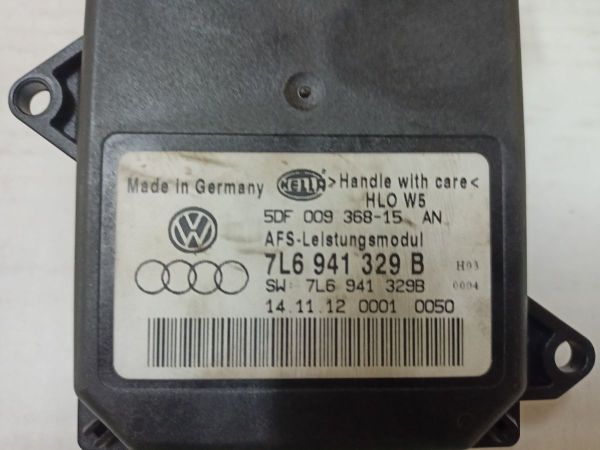 Made in Germany HELLA >Handle with care<
HLO W5
5DF 009 368-15 AN
AFS-Leistungsmodul
7L6 941 329 B H03
SW: 7L6 941 329B 0004
14.11.12 0001 0050